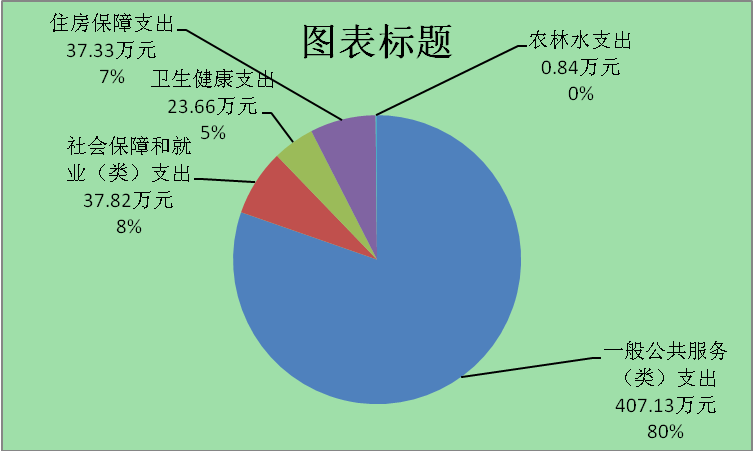 图表标题
住房保障支出
37.33万元
7%
卫生健康支出
23.66万元
5%
社会保障和就
业（类）支出
37.82万元
8%
农林水支出
0.84万元
0%
一般公共服务
（类）支出
407.13万元
80%